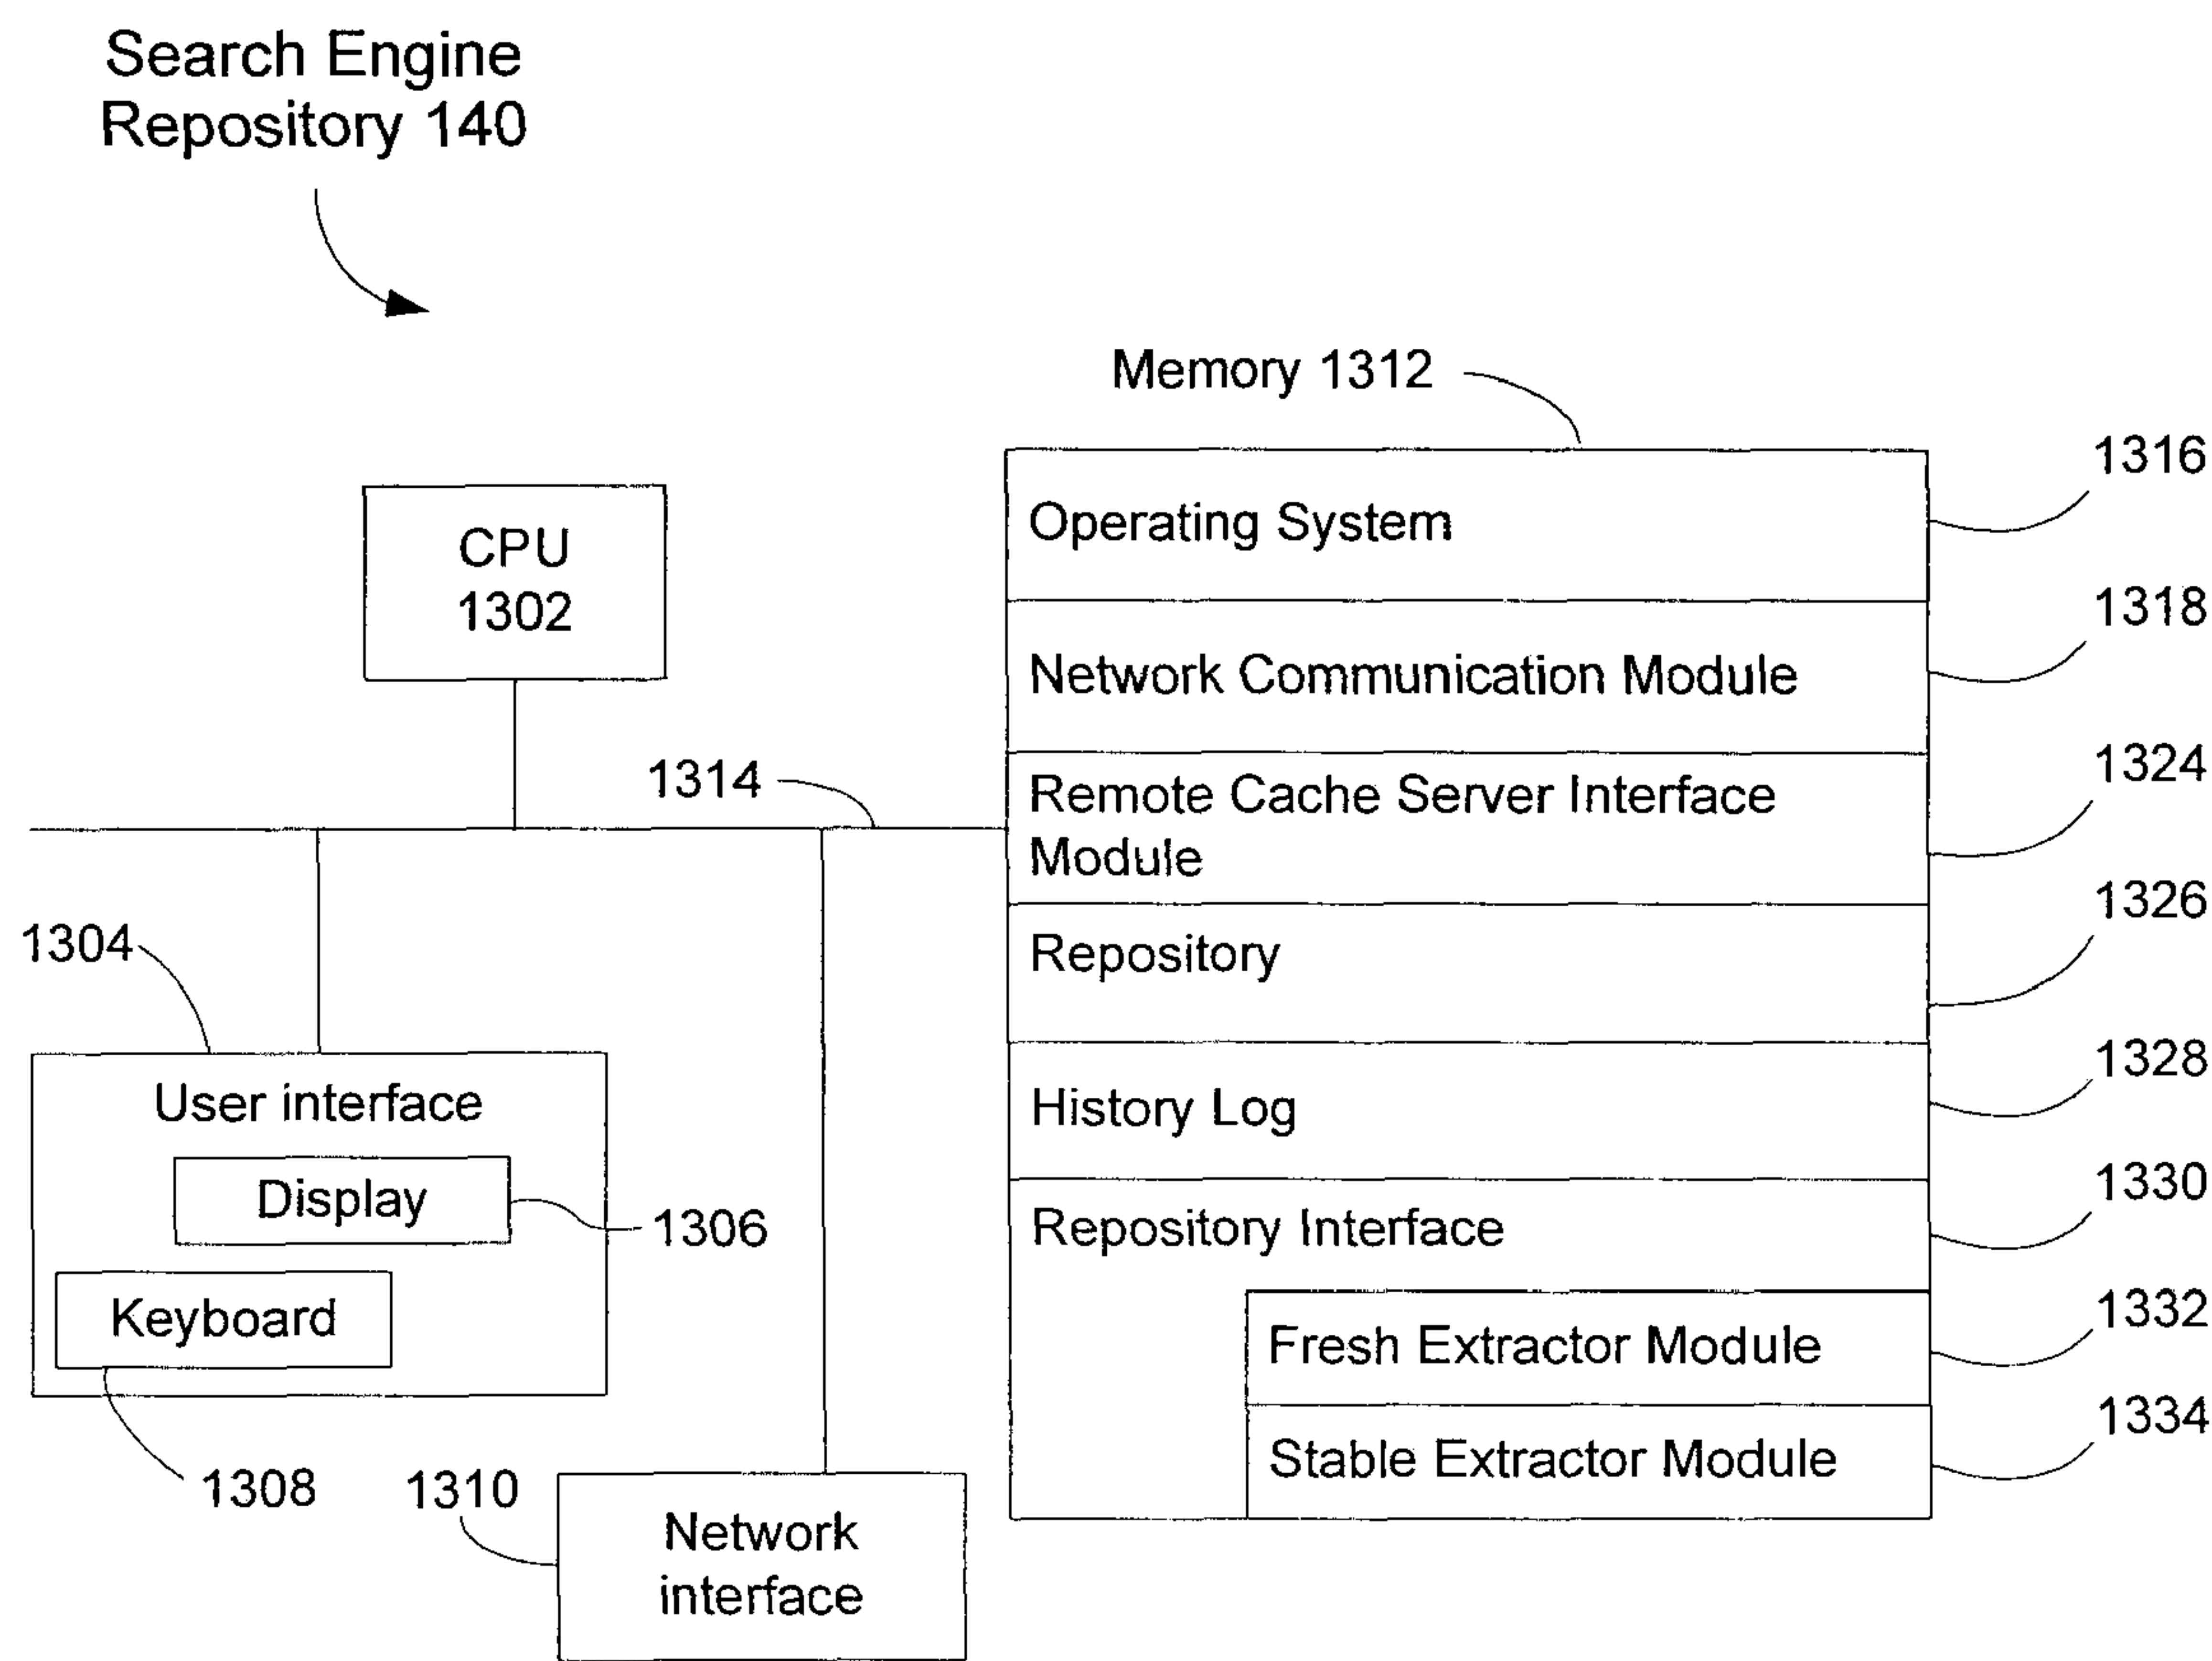 Search Engine
Repository 140
Memory 1312
1316
Operating System
CPU
1302
1318
Network Communication Module
1314
1324
Remote Cache Server Interface
Module
1326
Repository
1304
1328
User interface
History Log
1330
Display
1306
Repository Interface
1332
Keyboard
Fresh Extractor Module
1334
Stable Extractor Module
1308
1310
Network
interface